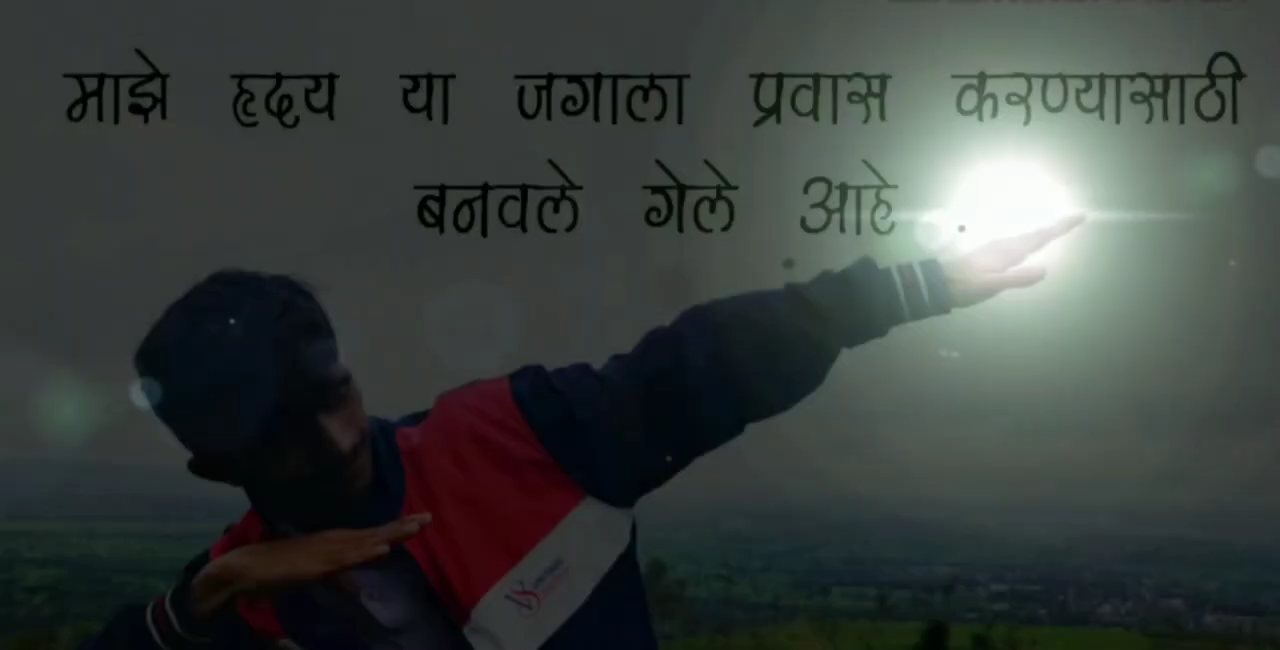 माझे हृदय या जगाला प्रवास करण्यासाठी
बनवले गेले आहे .